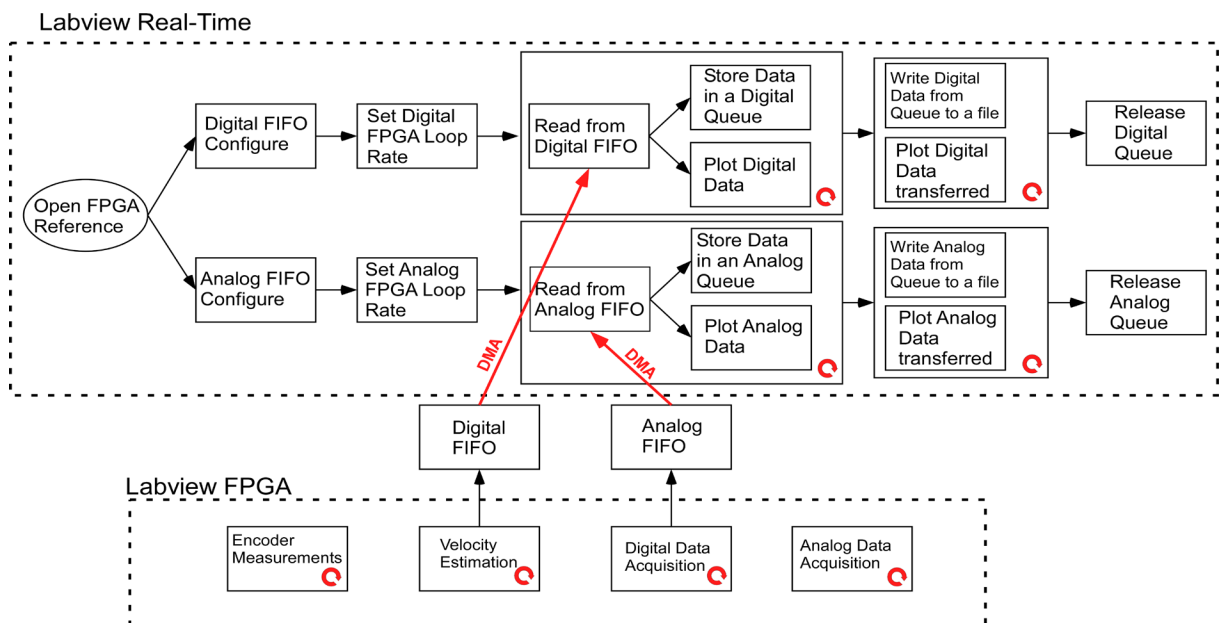 Labview Real-Time
Open FPGA
Reference
Digital FIFO
Configure
Set Digital
FPGA Loop
Rate
Read from
Digital FIFO
Store Data
in a Digital
Queue
Plot Digital
Data
Write Digital
Data from
Queue to a file
Plot Digital
Data
transferred
Release
Digital
Queue
Analog FIFO
Configure
Set Analog
FPGA Loop
Rate
Read from
Analog FIFO
Store Data
in an Analog
Queue
Plot Analog
Data
Write Analog
Data from
Queue to a file
Plot Analog
Data
transferred
Release
Analog
Queue
DMA
DMA
Digital
FIFO
Analog
FIFO
Labview FPGA
Encoder
Measurements
Velocity
Estimation
Digital Data
Acquisition
Analog Data
Acquisition